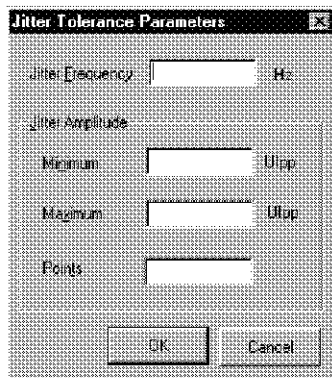 Jitter Tolerance Parameters
Jitter Frequency Hz
Jitter Amplitude
Minimum UIpp
Maximum UIpp
Points
OK Cancel